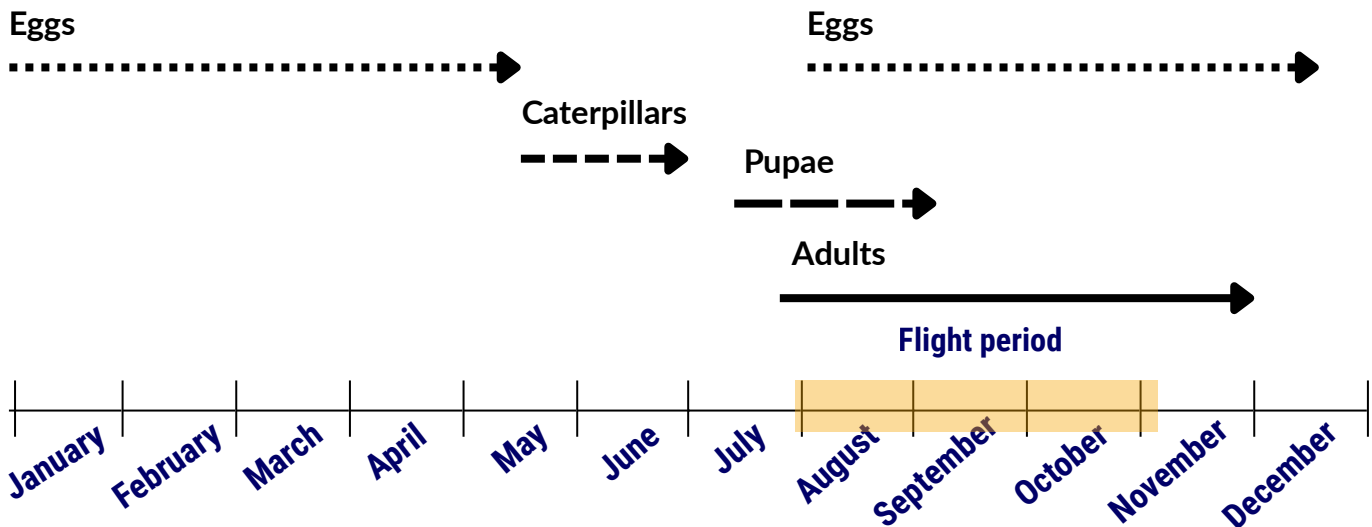 Eggs
Eggs
Caterpillars
Pupae
Adults
Flight period
January
February
March
April
May
June
July
August
September
October
November
December